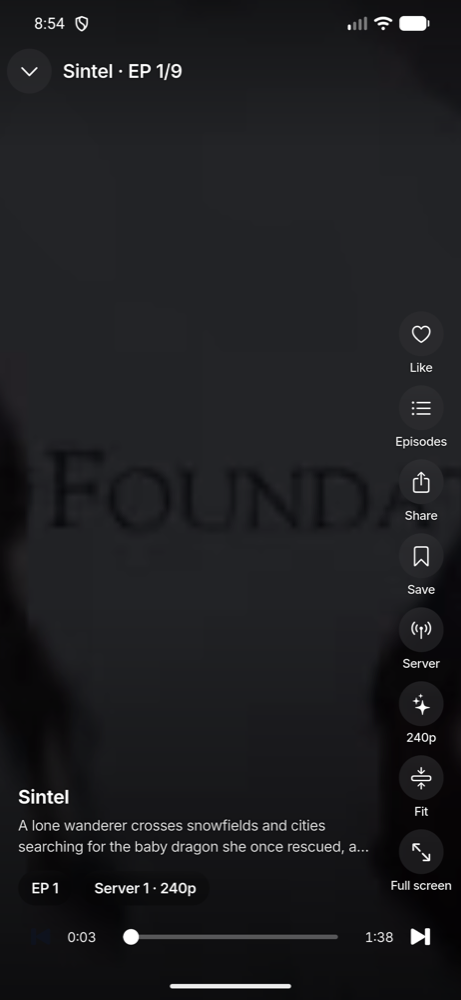 8:54
Sintel · EP 1/9
Like
Episodes
FOUNDA
Share
Save
Server
240p
Fit
Sintel
A lone wanderer crosses snowfields and cities
searching for the baby dragon she once rescued, a...
EP 1
Server 1 · 240p
Full screen
0:03
1:38